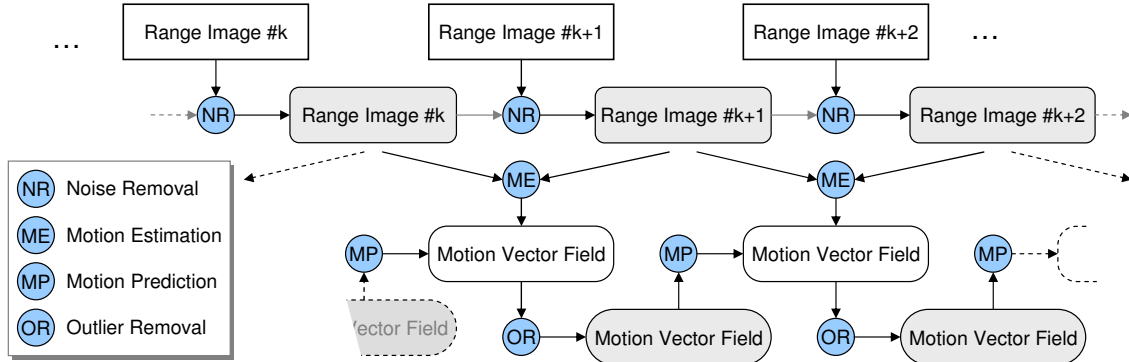 ...
Range Image #k
Range Image #k+1
Range Image #k+2
...
NR
Range Image #k
NR
Range Image #k+1
NR
Range Image #k+2
NR Noise Removal
ME Motion Estimation
MP Motion Prediction
OR Outlier Removal
ME
ME
MP
Motion Vector Field
MP
Motion Vector Field
MP
Vector Field
OR
Motion Vector Field
OR
Motion Vector Field